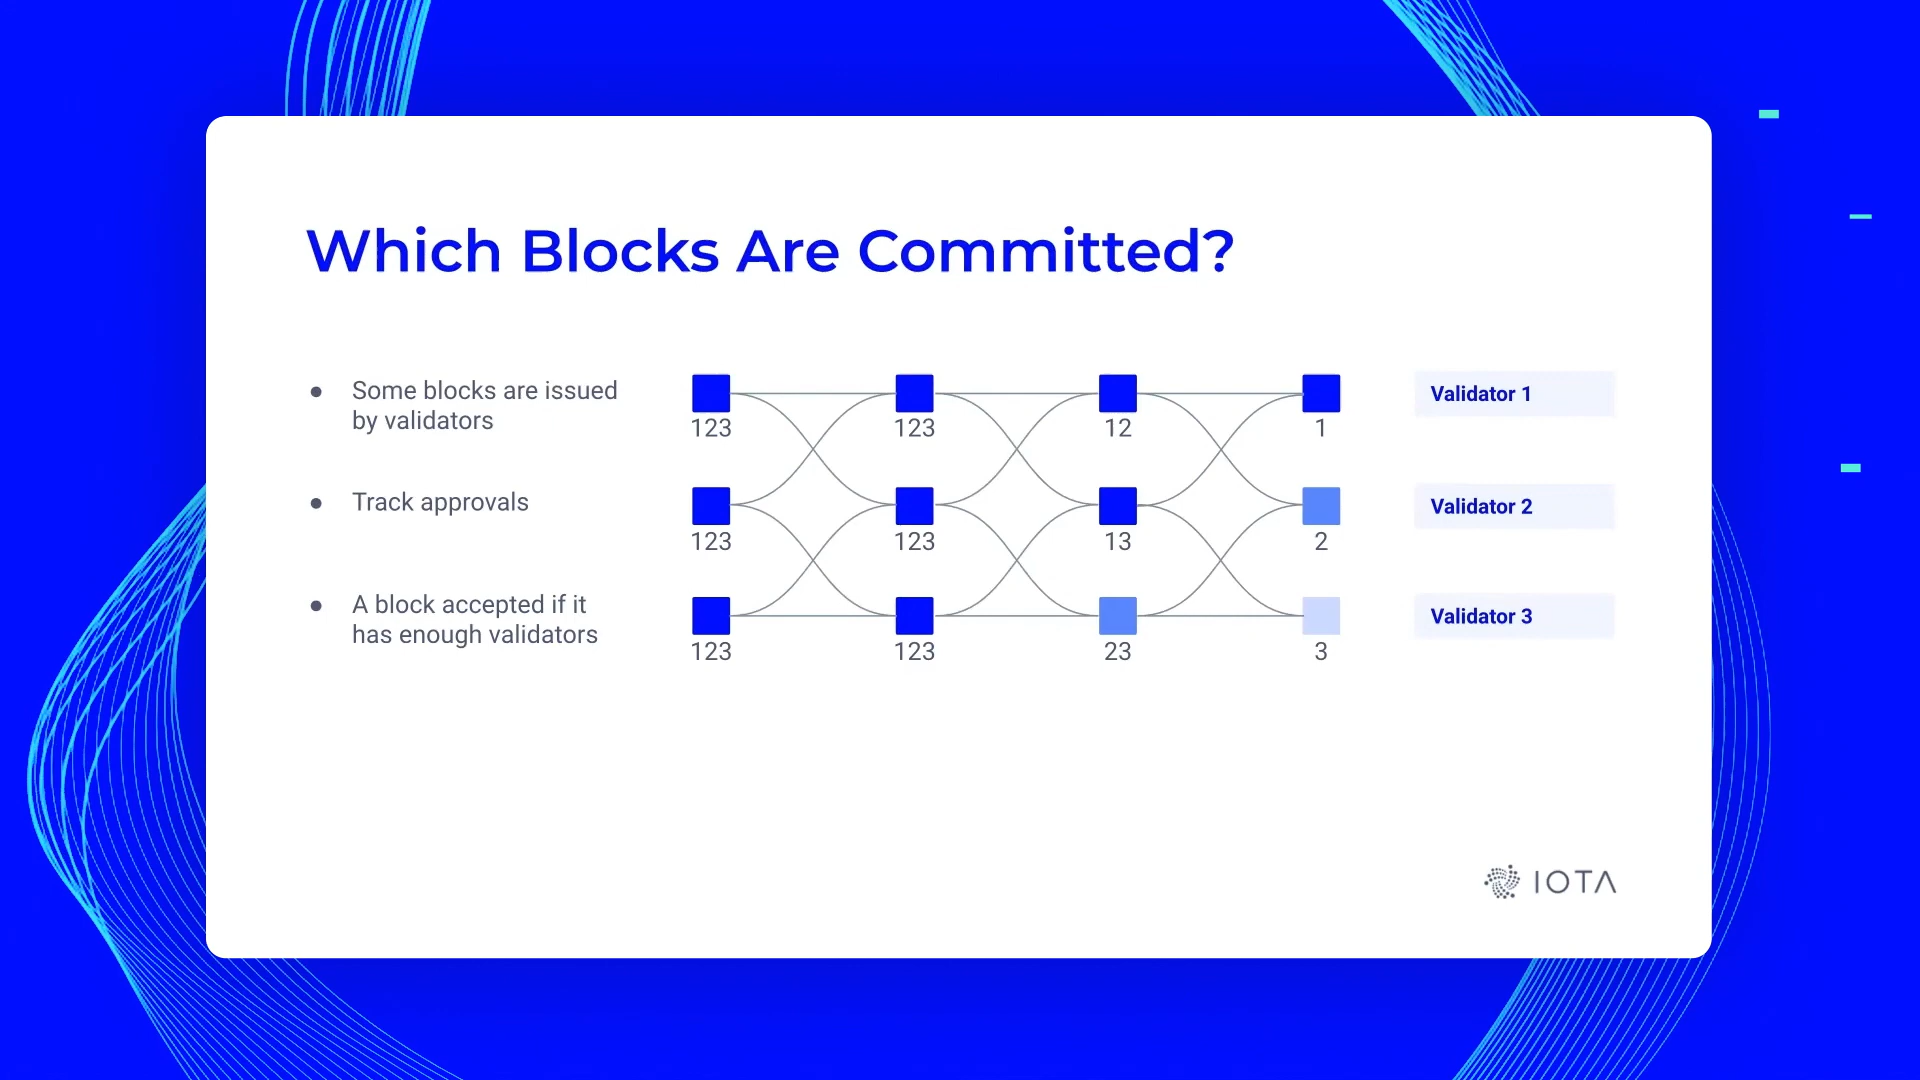 Which Blocks Are Committed?
Some blocks are issued
by validators
Track approvals
A block accepted if it
has enough validators
123 123 12 1 Validator 1
123 123 13 2 Validator 2
123 123 23 3 Validator 3
IOTA